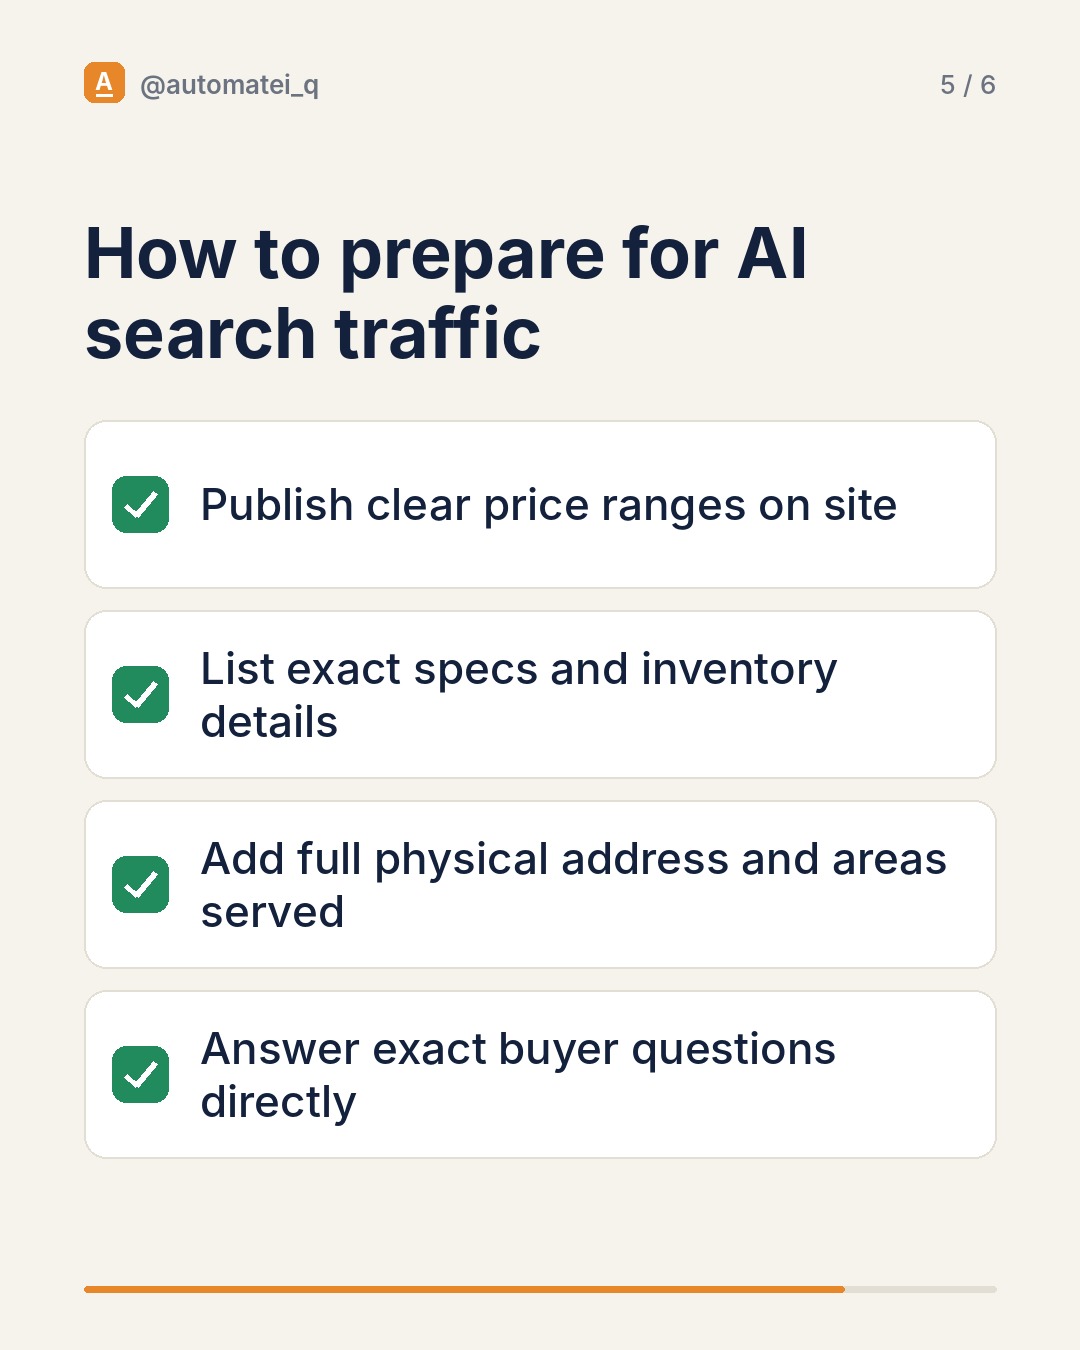 A @automatei_q
5 / 6
How to prepare for AI
search traffic
Publish clear price ranges on site
List exact specs and inventory
details
Add full physical address and areas
served
Answer exact buyer questions
directly